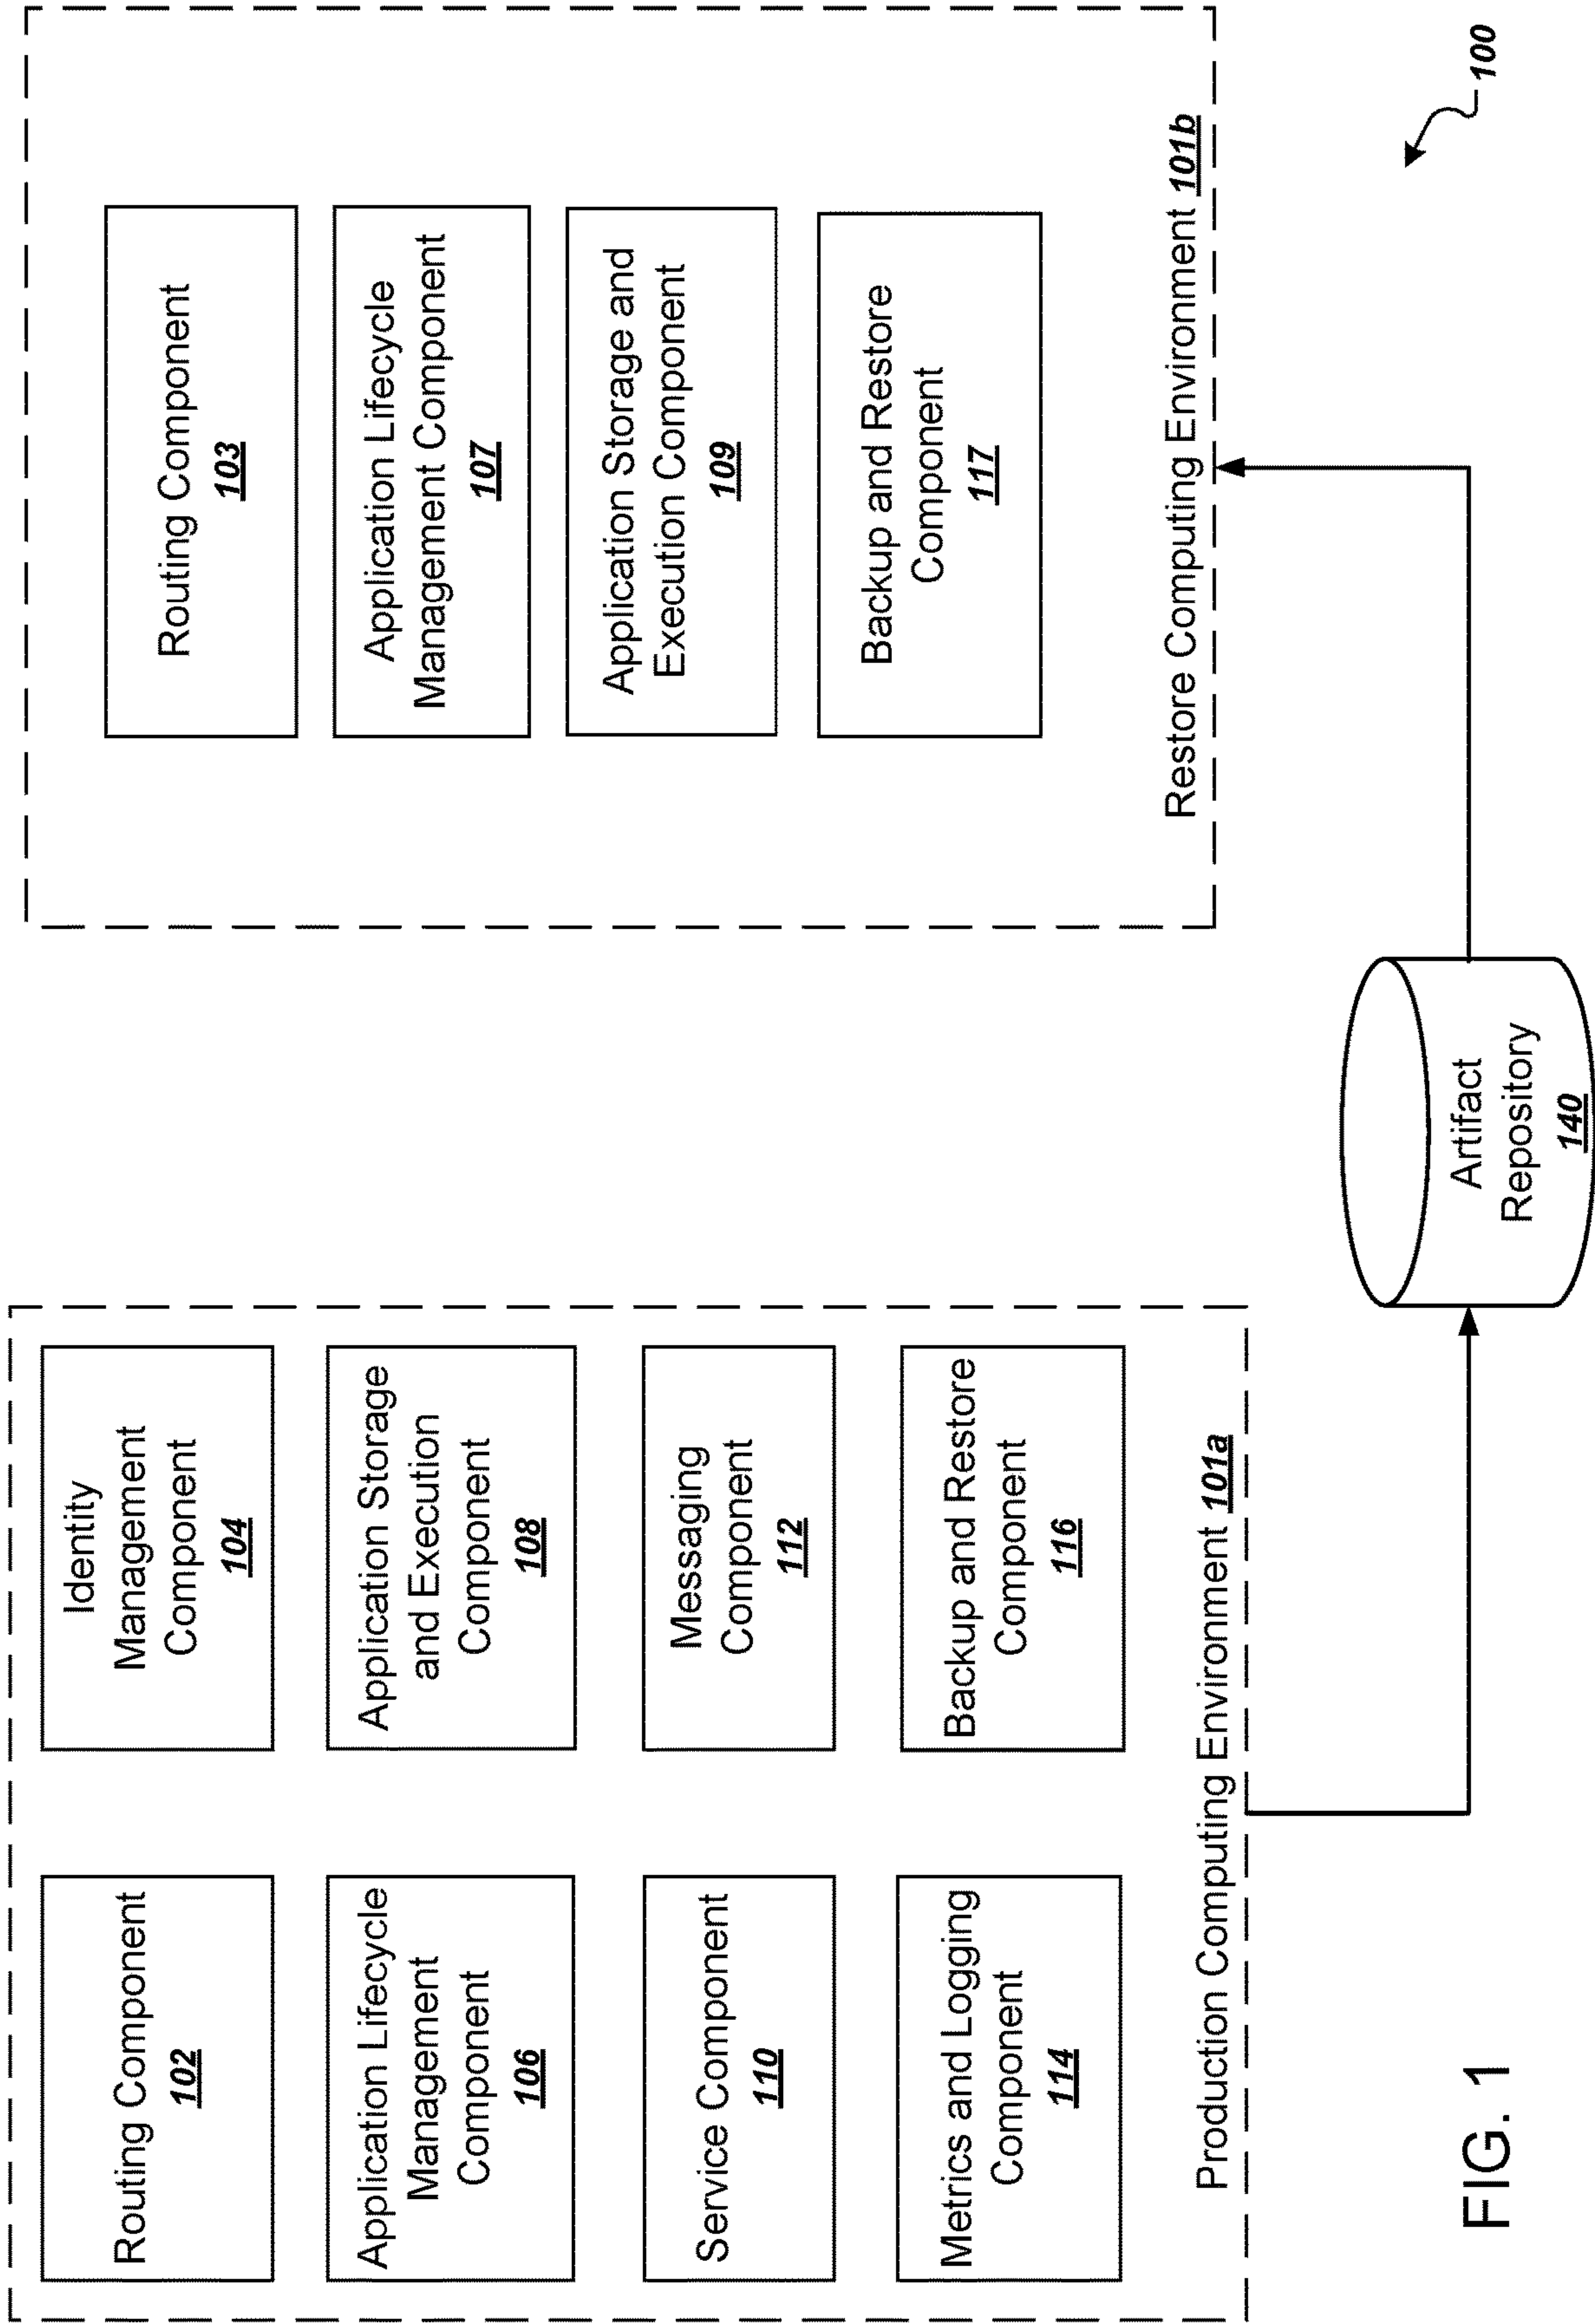 Routing Component
102
Identity
Management
Component
104
Application Lifecycle
Management
Component
106
Application Storage
and Execution
Component
108
Service Component
110
Messaging
Component
112
Metrics and Logging
Component
114
Backup and Restore
Component
116
Production Computing Environment 101a
Routing Component
103
Application Lifecycle
Management Component
107
Application Storage and
Execution Component
109
Backup and Restore
Component
117
Restore Computing Environment 101b
Artifact
Repository
140
100
FIG. 1